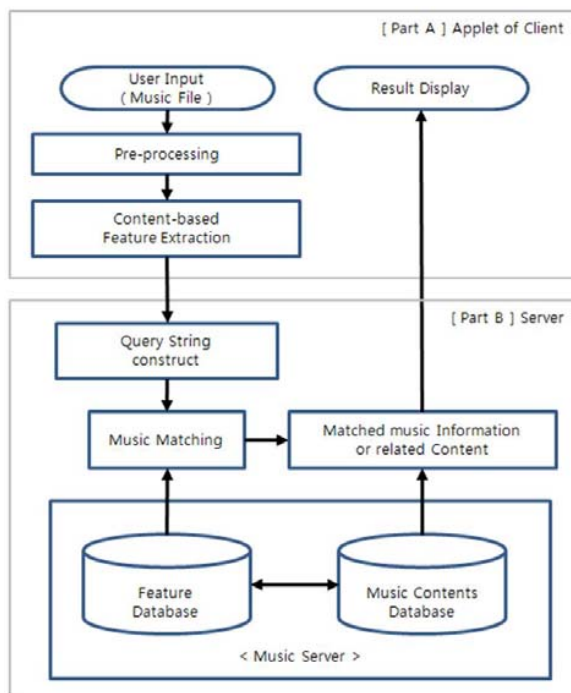 [ Part A ] Applet of Client
User Input
( Music File )
Result Display
Pre-processing
Content-based
Feature Extraction
[ Part B ] Server
Query String
construct
Music Matching
Matched music Information
or related Content
Feature
Database
Music Contents
Database
< Music Server >